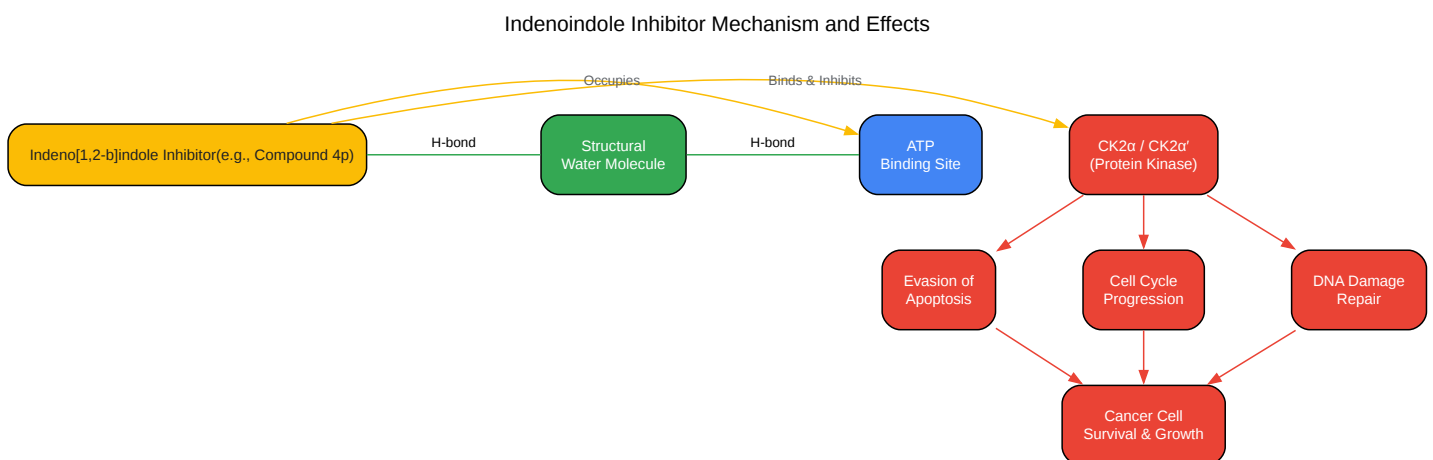 Indenoindole Inhibitor Mechanism and Effects
Occupies
Binds & Inhibits
Indeno[1,2-b]indole Inhibitor(e.g., Compound 4p)
H-bond
Structural
Water Molecule
H-bond
ATP
Binding Site
CK2α / CK2α'
(Protein Kinase)
Evasion of
Apoptosis
Cell Cycle
Progression
DNA Damage
Repair
Cancer Cell
Survival & Growth